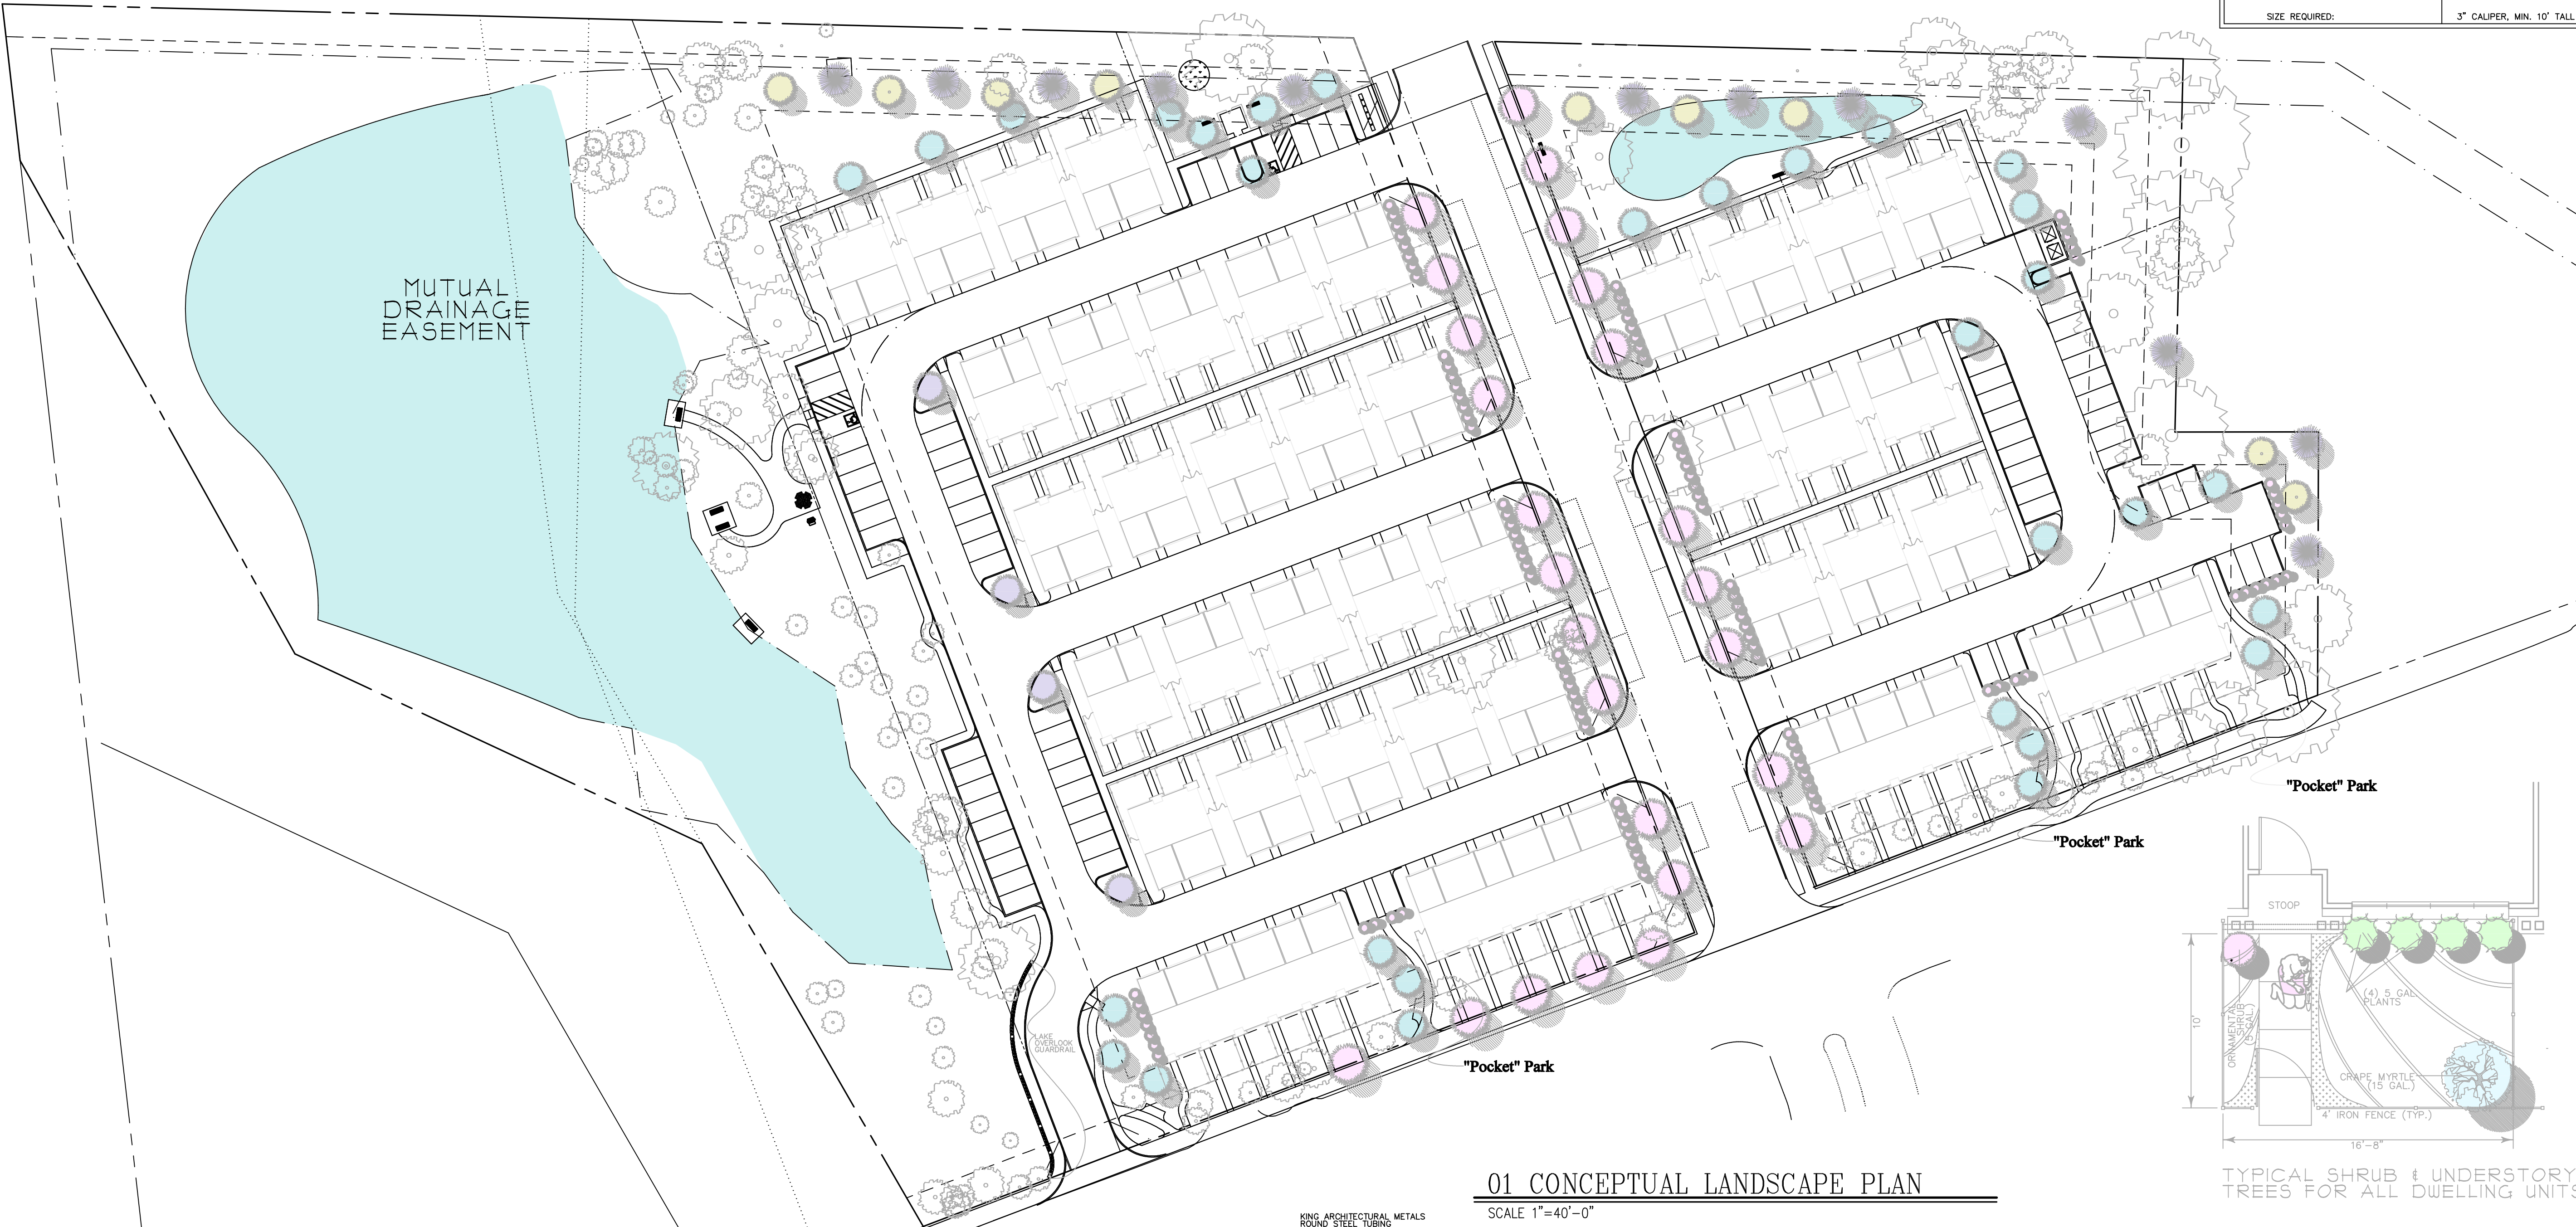 SIZE REQUIRED:
3" CALIPER, MIN. 10' TALL
MUTUAL
DRAINAGE
EASEMENT
"Pocket" Park
"Pocket" Park
"Pocket" Park
LAKE
OVERLOOK
GUARDRAIL
STOOP
10'
ORNAMENTAL
SHRUB
(5 GAL.)
(4) 5 GAL.
PLANTS
CRAPE MYRTLE
(15 GAL.)
4' IRON FENCE (TYP.)
16'-8"
TYPICAL SHRUB & UNDERSTORY
TREES FOR ALL DWELLING UNITS
01 CONCEPTUAL LANDSCAPE PLAN
SCALE 1"=40'-0"
KING ARCHITECTURAL METALS
ROUND STEEL TUBING